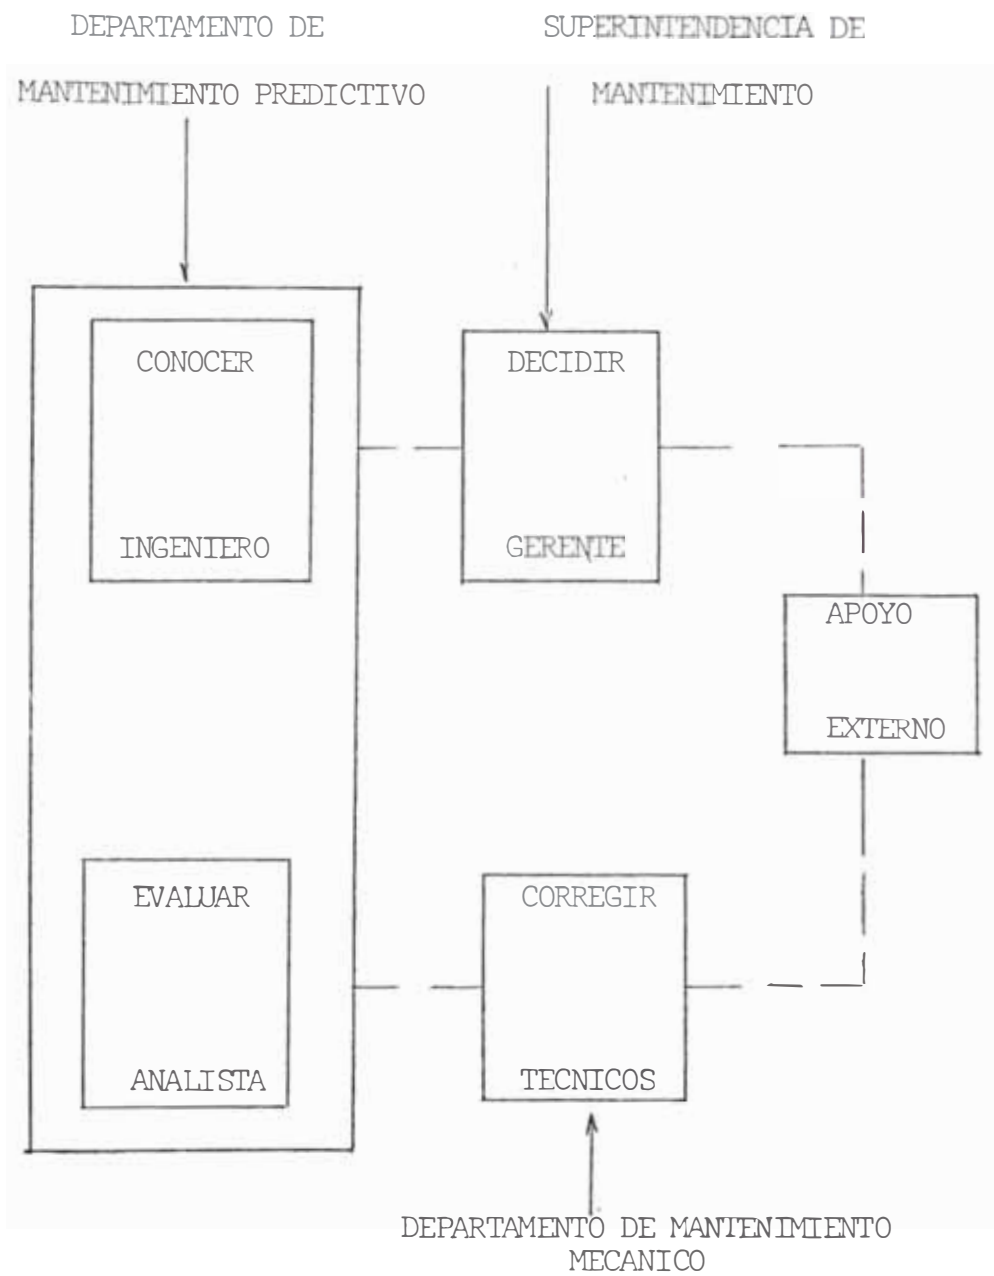 DEPARTAMENTO DE
MANTENIMIENTO PREDICTIVO
SUPERINTENDENCIA DE
MANTENIMIENTO
CONOCER
INGENIERO
DECIDIR
GERENTE
APOYO
EXTERNO
EVALUAR
ANALISTA
CORREGIR
TECNICOS
DEPARTAMENTO DE MANTENIMIENTO
MECANICO